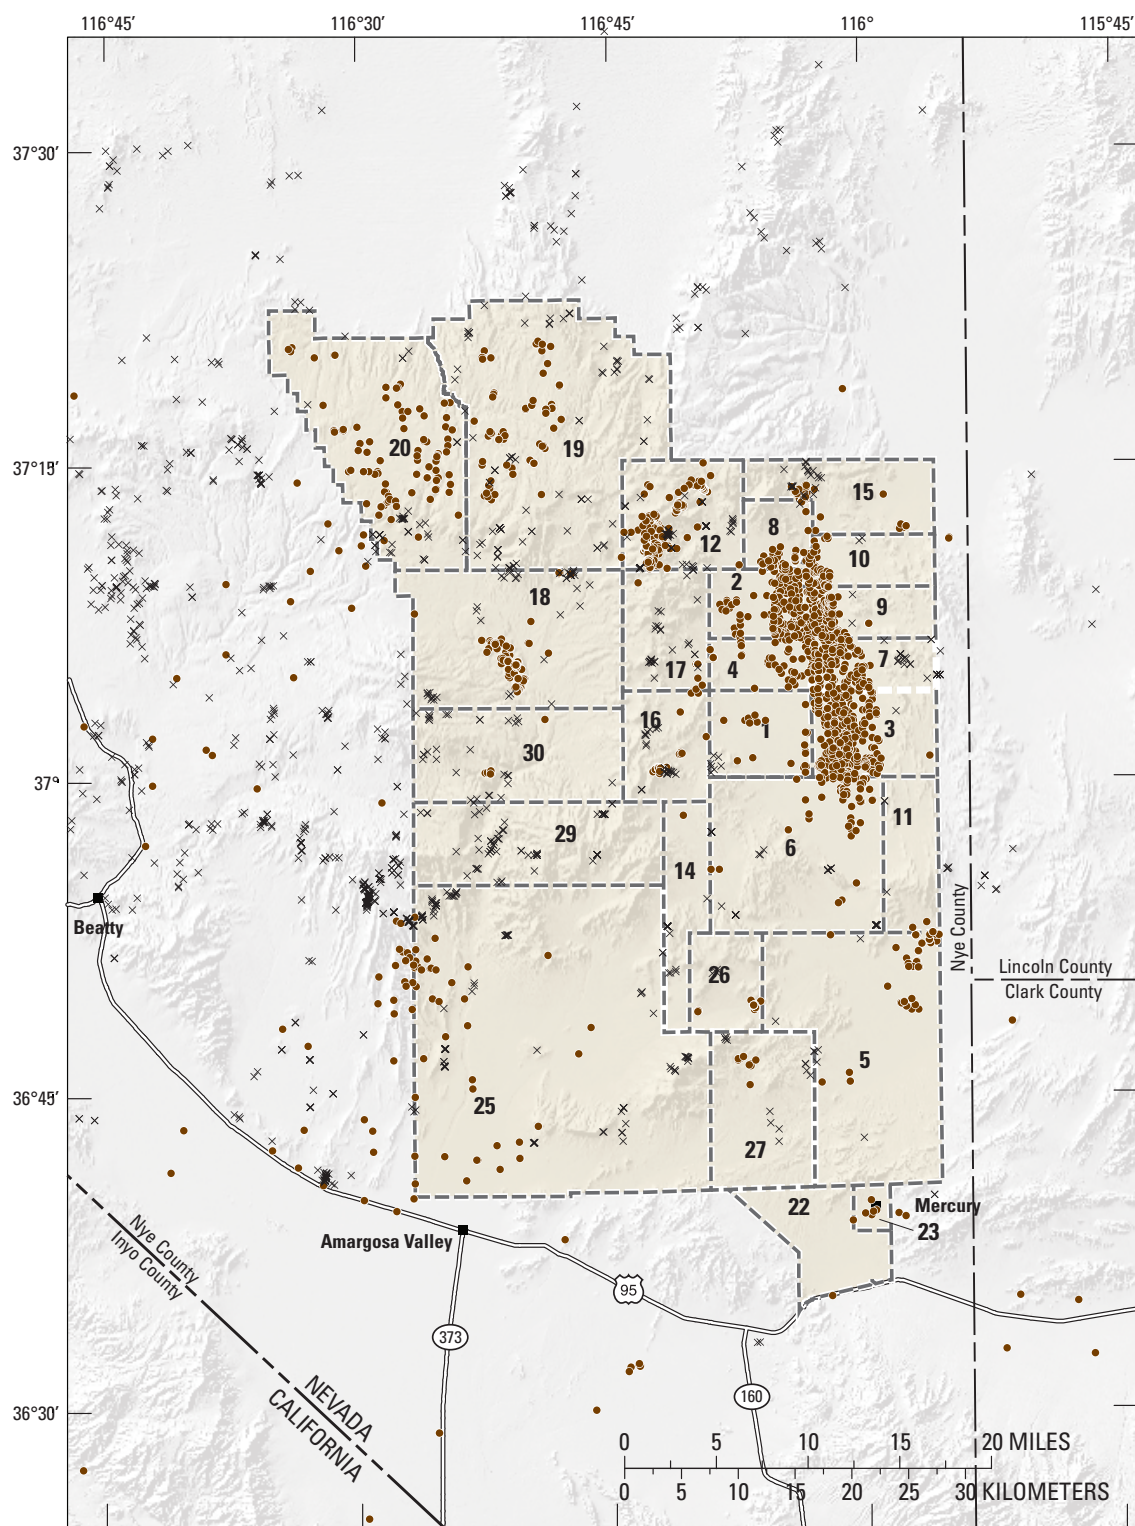 116°45′ 116°30′ 116°45′ 116° 115°45′
37°30′
37°15′
37°9
36°45′
36°30′
20
19
15
8
12
10
2
18
9
17
4
7
16
1
3
30
29
11
6
14
Beatty
Nye County
26
Lincoln County
Clark County
5
25
27
22
Mercury
23
Amargosa Valley
Nye County
Inyo County
95
373
160
NEVADA
CALIFORNIA
0 5 10 15 20 MILES
0 5 10 15 20 25 30 KILOMETERS